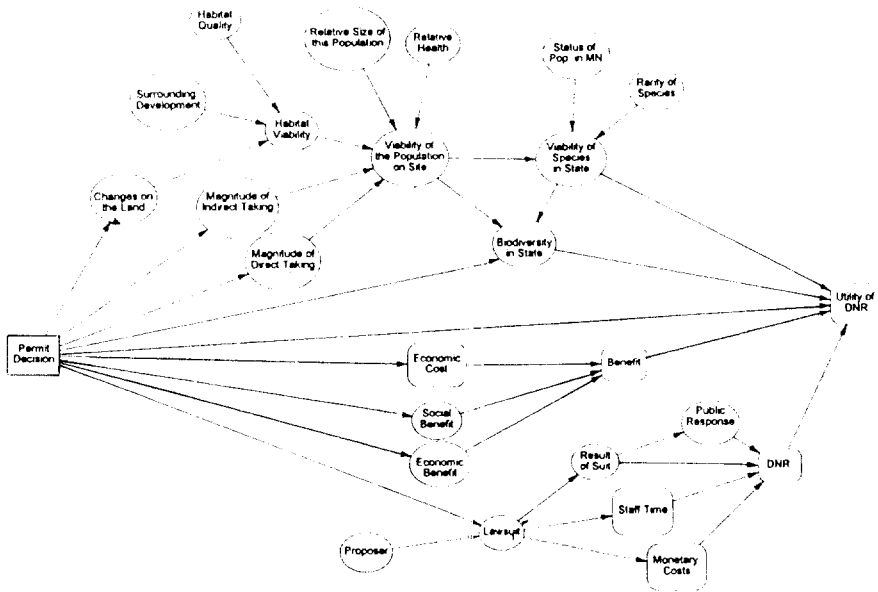 Habitat
Quality
Relative Size of
this Population
Relative
Health
Status of
Pop. in MN
Rarity of
Species
Surrounding
Development
Habitat
Viability
Viability of
the Population
on Site
Viability of
Species
in State
Changes on
the Land
Magnitude of
Indirect Taking
Magnitude of
Direct Taking
Biodiversity
in State
Utility of
DNR
Permit
Decision
Economic
Cost
Benefit
Social
Benefit
Economic
Benefit
Public
Response
Result
of Suit
DNR
Staff Time
Lawsuit
Proposer
Monetary
Costs